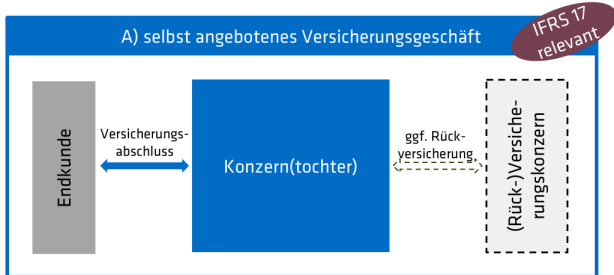 A) selbst angebotenes Versicherungsgeschäft
IFRS 17
relevant
Endkunde
Versicherungs-
abschluss
Konzern(tochter)
ggf. Rück-
versicherung
(Rück-)Versiche-
rungskonzern